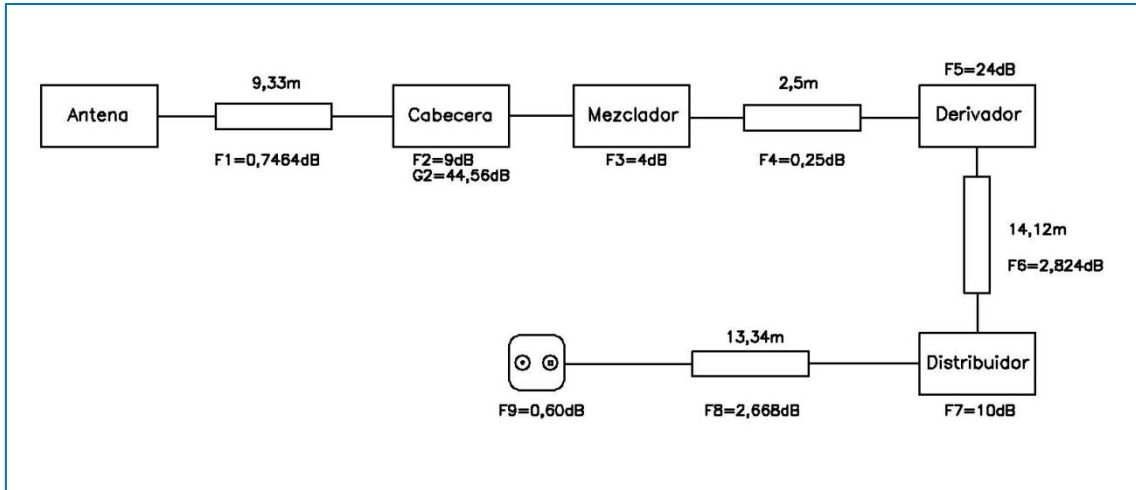 9,33m
2,5m
F5=24dB
Antena
Cabecera
Mezclador
Derivador
F1=0,7464dB
F2=9dB
G2=44,56dB
F3=4dB
F4=0,25dB
14,12m
F6=2,824dB
13,34m
Distribuidor
F9=0,60dB
F8=2,668dB
F7=10dB